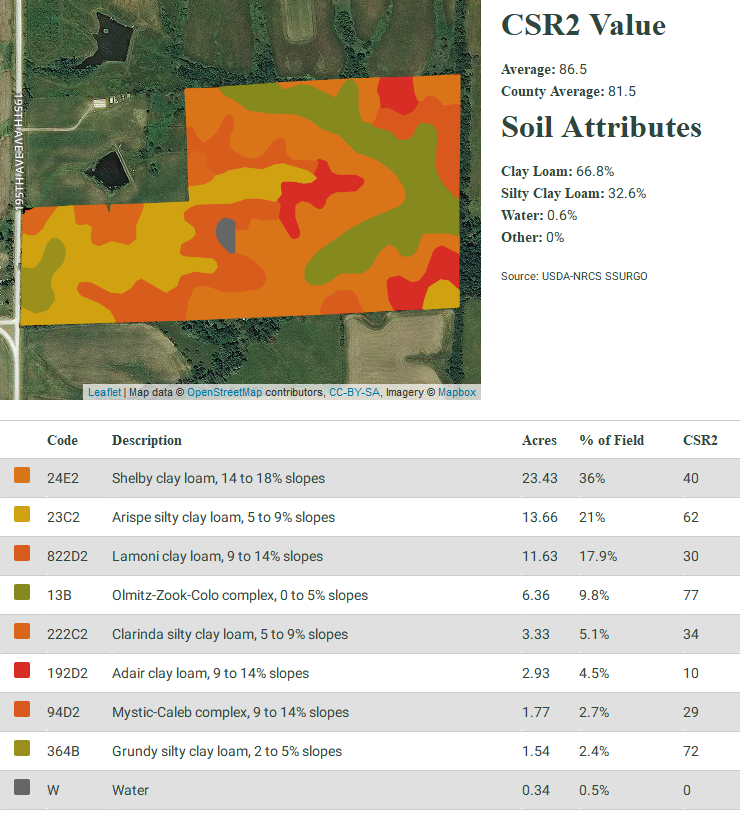 195TH AVE
195TH AVE
CSR2 Value
Average: 86.5
County Average: 81.5
Soil Attributes
Clay Loam: 66.8%
Silty Clay Loam: 32.6%
Water: 0.6%
Other: 0%
Source: USDA-NRCS SSURGO
Leaflet | Map data © OpenStreetMap contributors, CC-BY-SA, Imagery © Mapbox
Code Description Acres % of Field CSR2
24E2 Shelby clay loam, 14 to 18% slopes 23.43 36% 40
23C2 Arispe silty clay loam, 5 to 9% slopes 13.66 21% 62
822D2 Lamoni clay loam, 9 to 14% slopes 11.63 17.9% 30
13B Olmitz-Zook-Colo complex, 0 to 5% slopes 6.36 9.8% 77
222C2 Clarinda silty clay loam, 5 to 9% slopes 3.33 5.1% 34
192D2 Adair clay loam, 9 to 14% slopes 2.93 4.5% 10
94D2 Mystic-Caleb complex, 9 to 14% slopes 1.77 2.7% 29
364B Grundy silty clay loam, 2 to 5% slopes 1.54 2.4% 72
W Water 0.34 0.5% 0